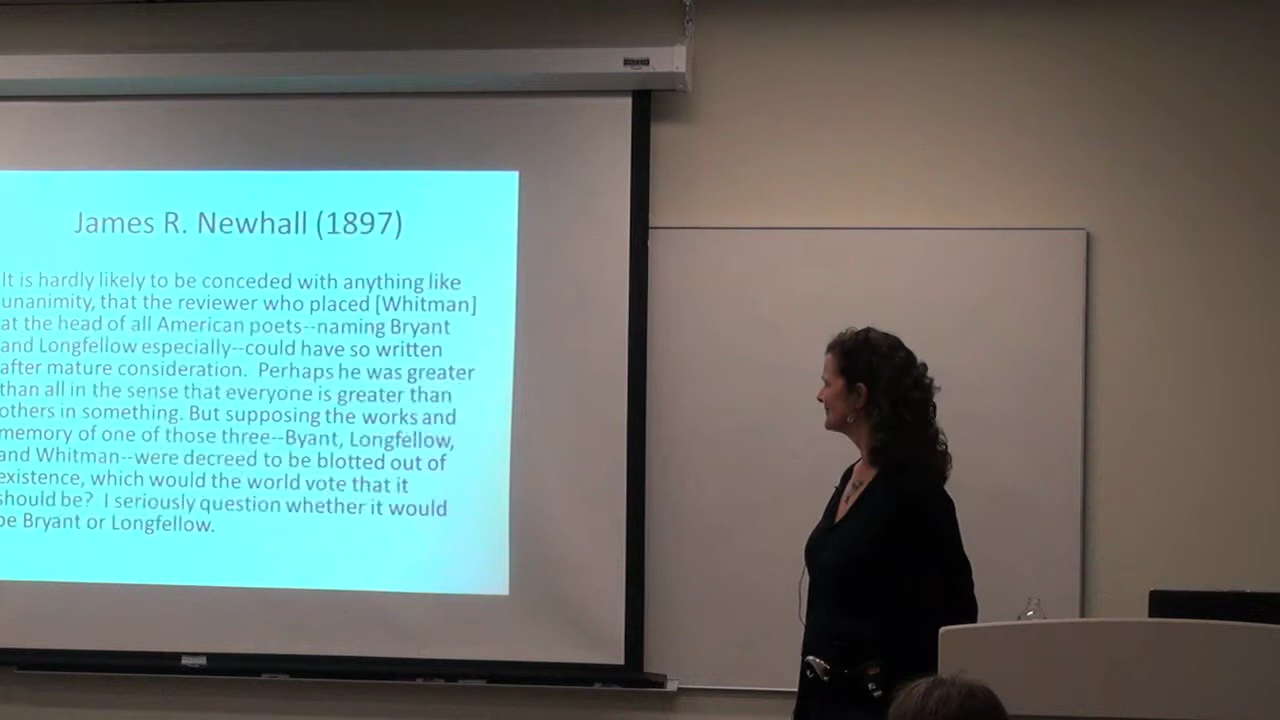 James R. Newhall (1897)
It is hardly likely to be conceded with anything like
unanimity, that the reviewer who placed [Whitman]
at the head of all American poets--naming Bryant
and Longfellow especially--could have so written
after mature consideration.  Perhaps he was greater
than all in the sense that everyone is greater than
others in something. But supposing the works and
memory of one of those three--Byant, Longfellow,
and Whitman--were decreed to be blotted out of
existence, which would the world vote that it
should be?  I seriously question whether it would
be Bryant or Longfellow.